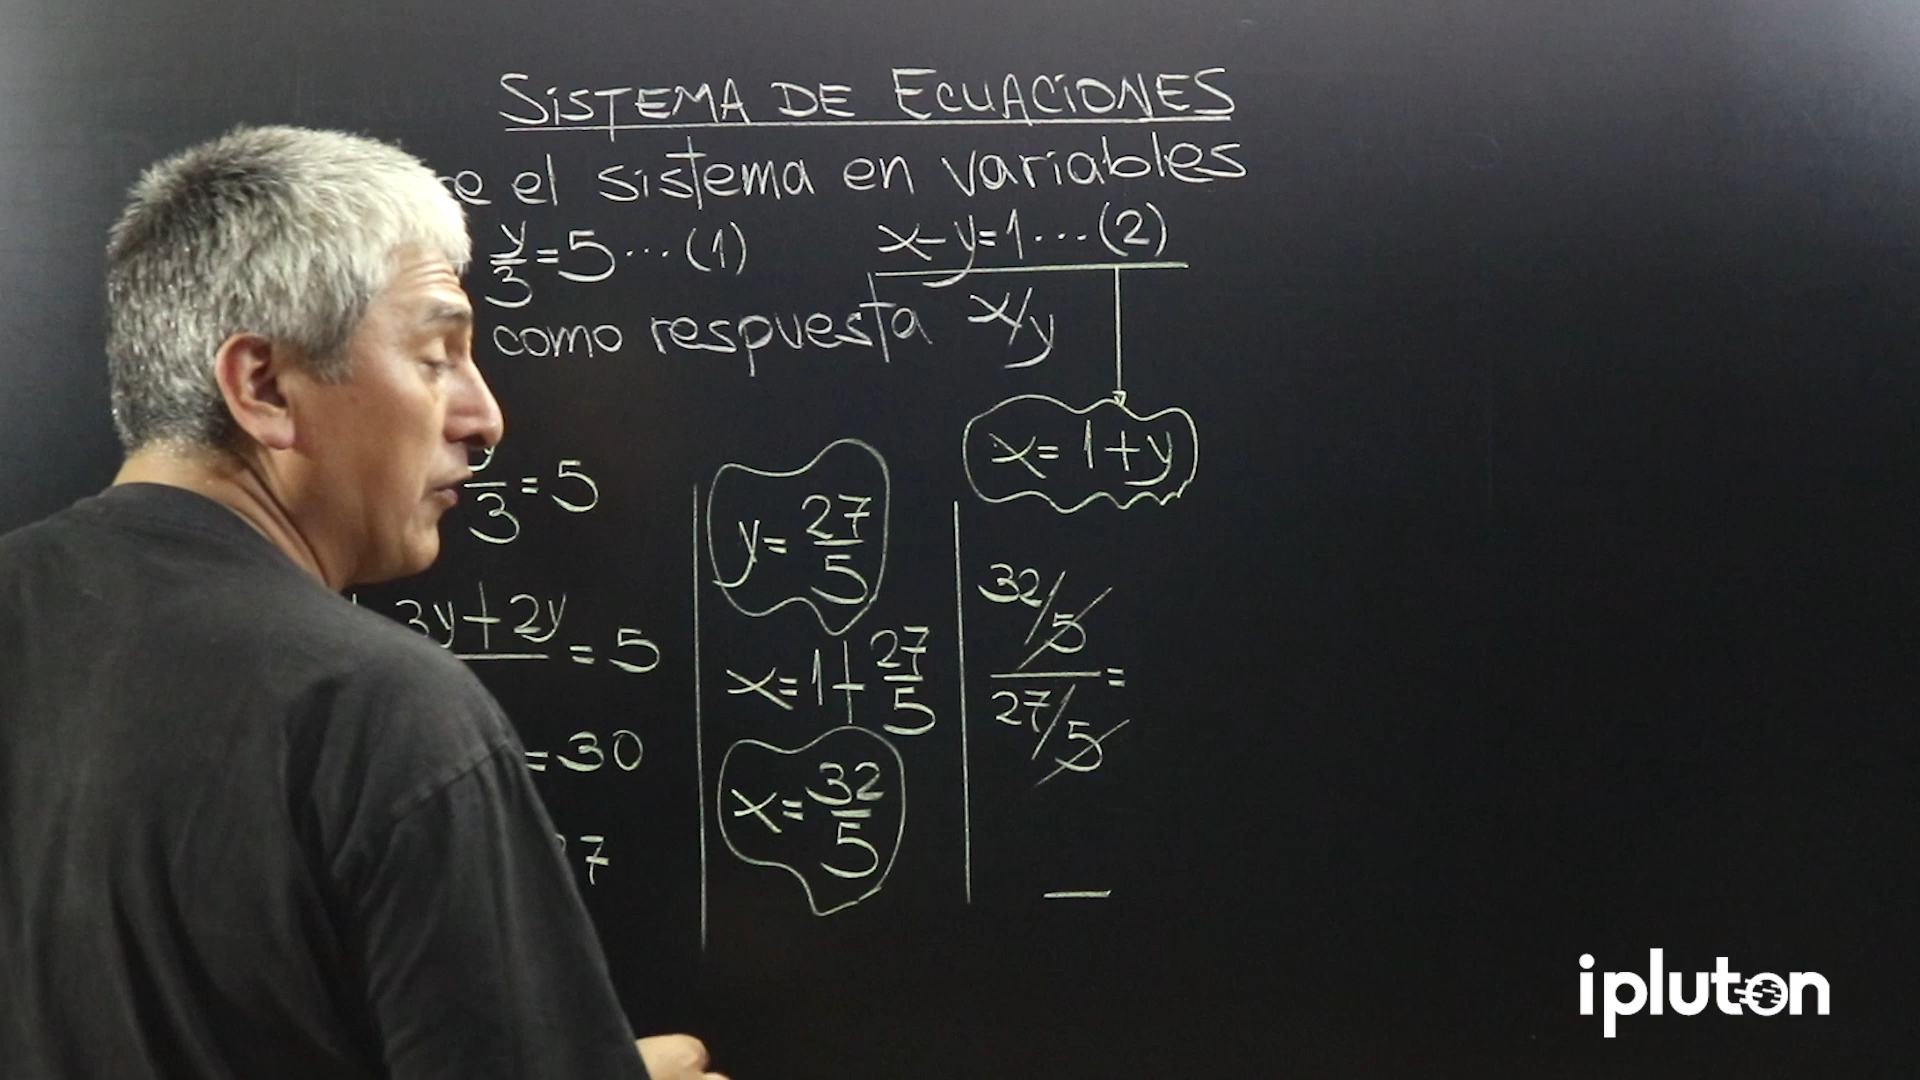 SISTEMA DE ECUACIONES
el sistema en variables
y/3=5...(1) x-y=1...(2)
como respuesta x/y
x=1+y
/3=5
y=27/5
3y+2y/=5
x=1+27/5
32/5/27/5=
=30
x=32/5
7
ipluton